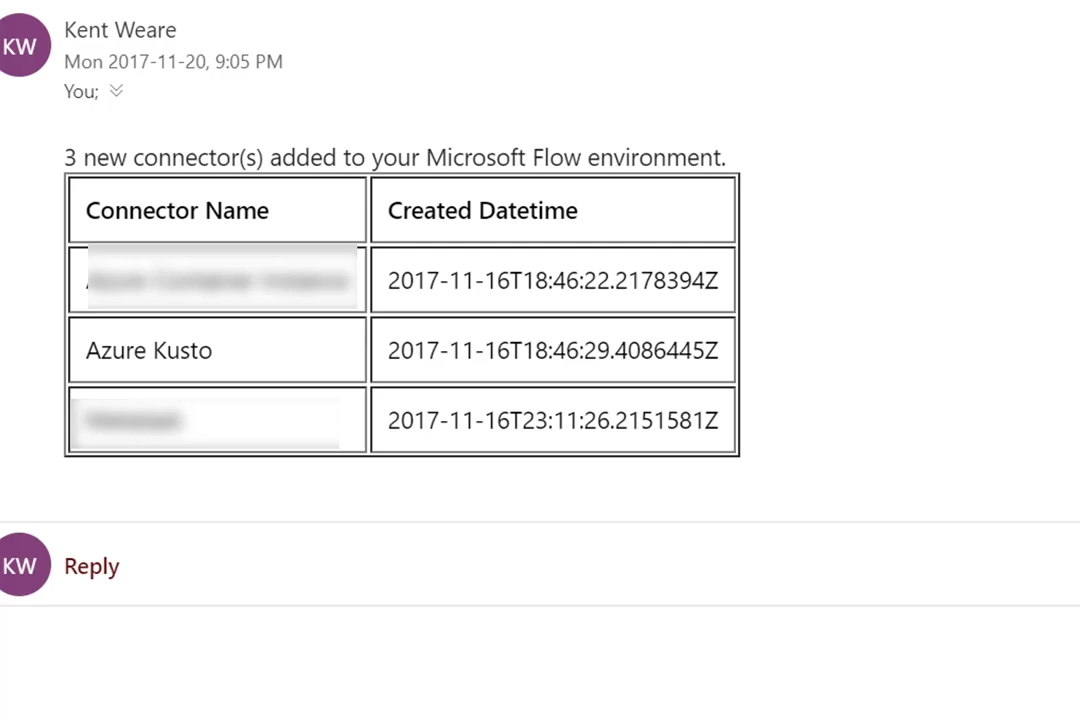 KW
Kent Weare
Mon 2017-11-20, 9:05 PM
You;
3 new connector(s) added to your Microsoft Flow environment.
Connector Name Created Datetime
2017-11-16T18:46:22.2178394Z
Azure Kusto 2017-11-16T18:46:29.4086445Z
2017-11-16T23:11:26.2151581Z
KW Reply